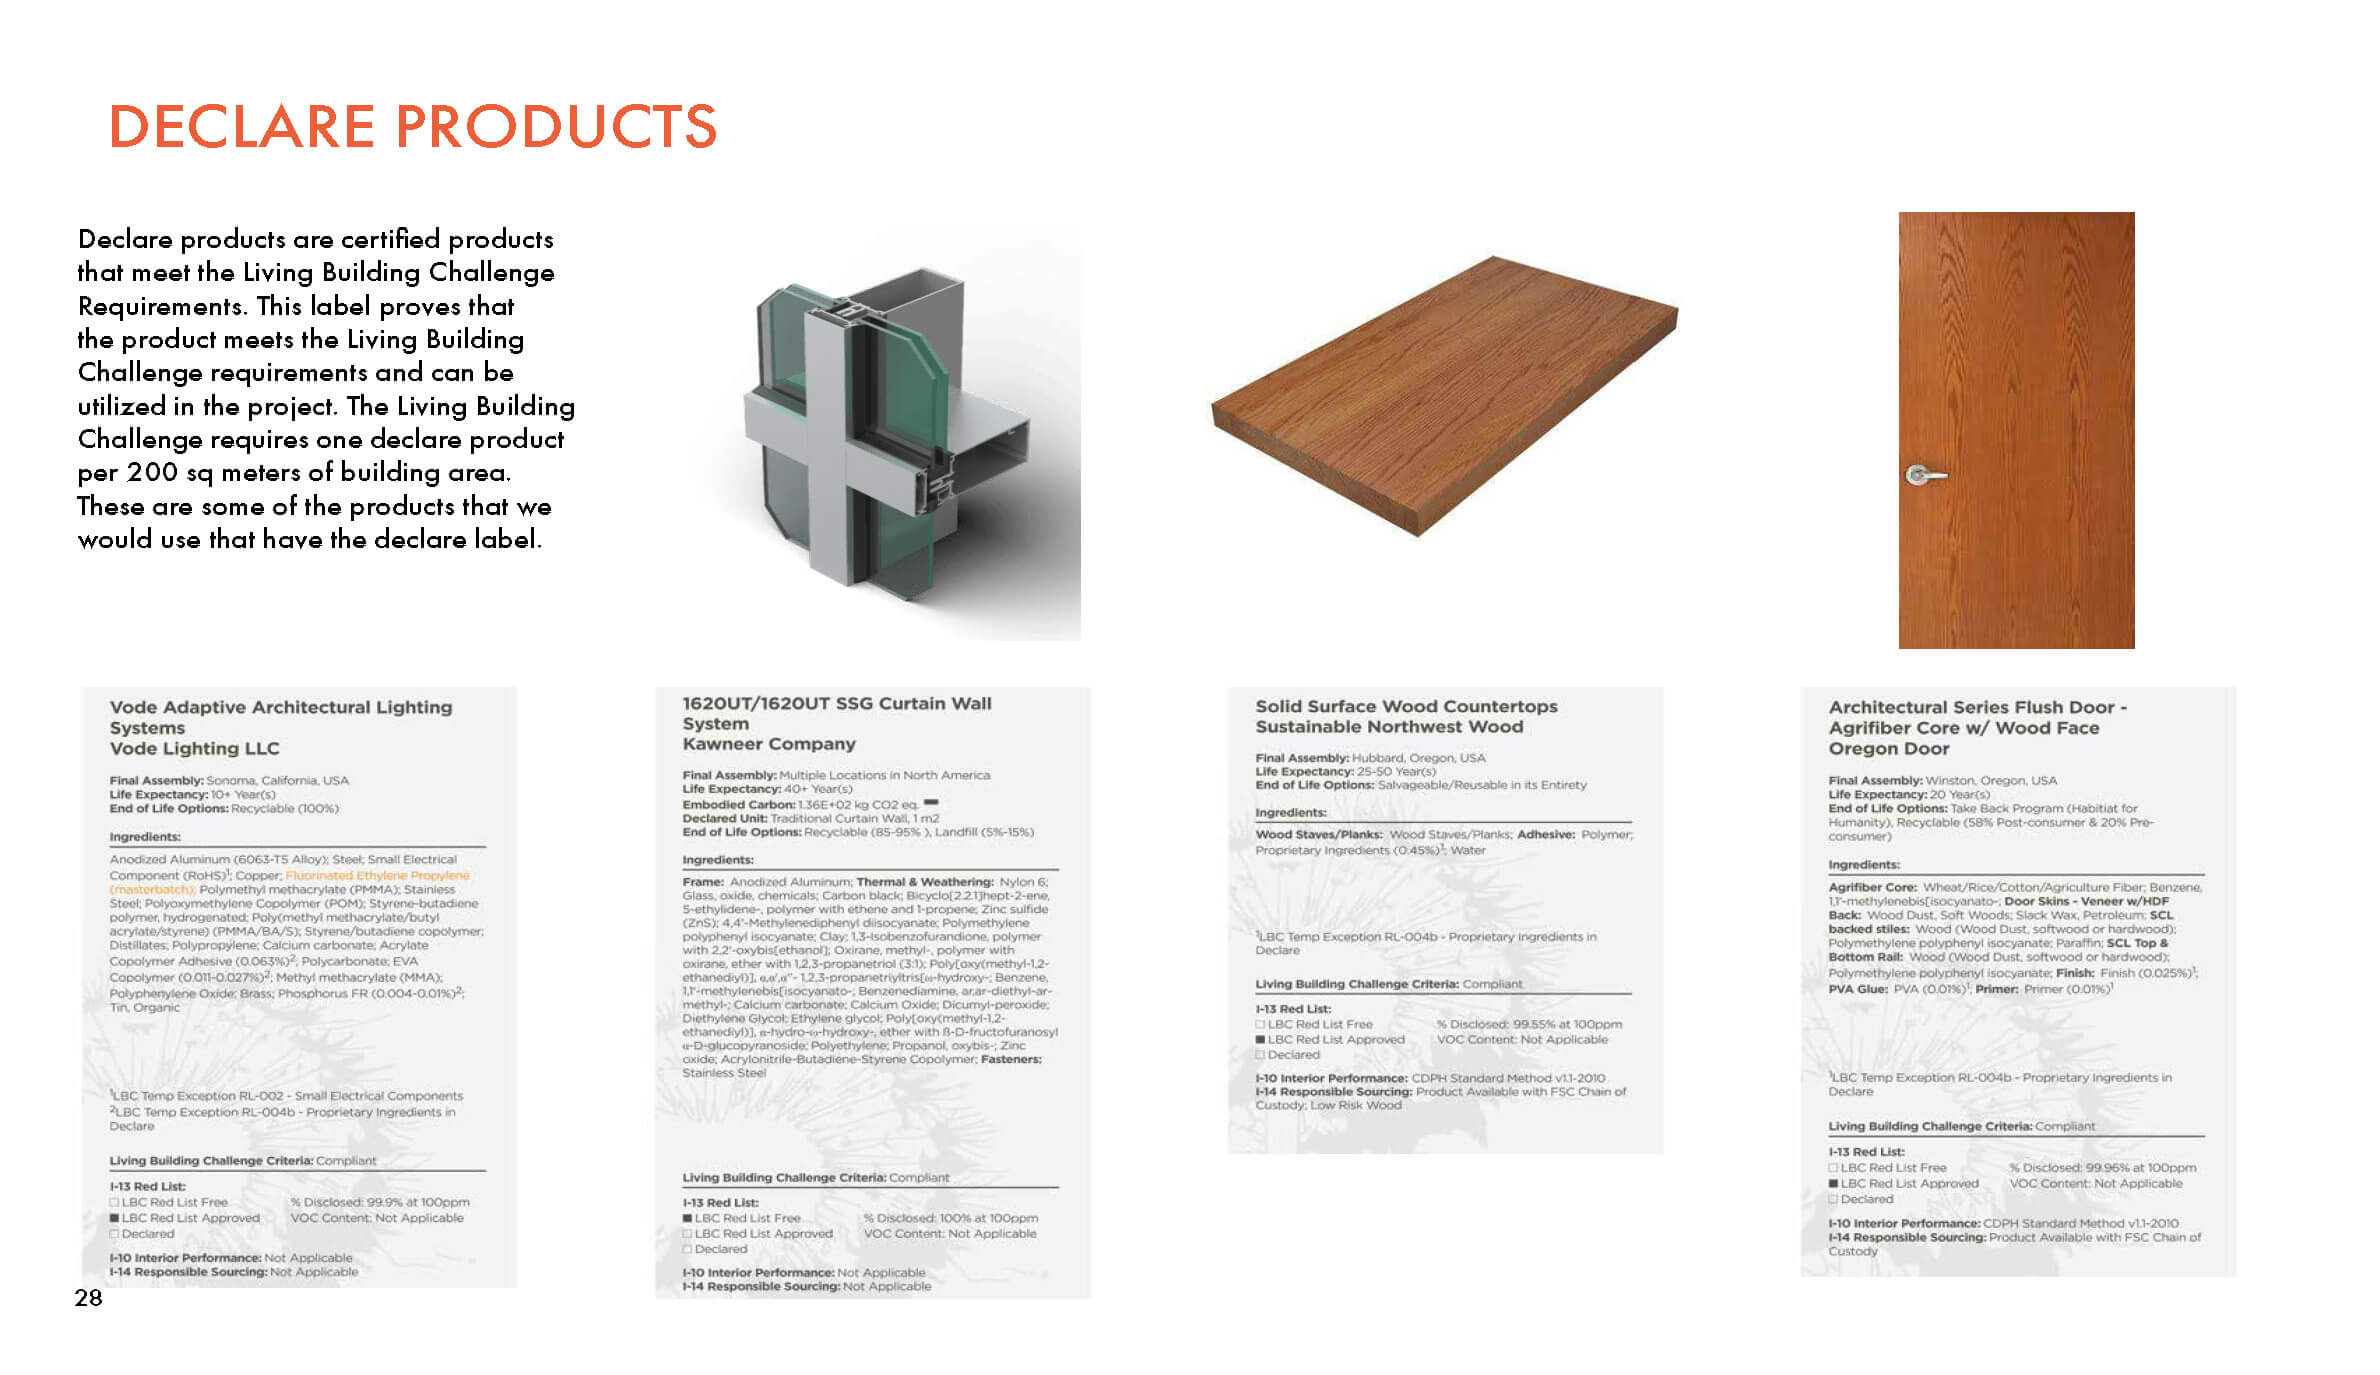 DECLARE PRODUCTS
Declare products are certified products
that meet the Living Building Challenge
Requirements. This label proves that
the product meets the Living Building
Challenge requirements and can be
utilized in the project. The Living Building
Challenge requires one declare product
per 200 sq meters of building area.
These are some of the products that we
would use that have the declare label.
Vode Adaptive Architectural Lighting
Systems
Vode Lighting LLC
Final Assembly: Sonoma, California, USA
Life Expectancy: 10+ Year(s)
End of Life Options: Recyclable (100%)
Ingredients:
Anodized Aluminum (6063-T5 Alloy); Steel; Small Electrical
Component (RoHS)¹; Copper; Fluorinated Ethylene Propylene
(masterbatch); Polymethyl methacrylate (PMMA); Stainless
Steel; Polyoxymethylene Copolymer (POM); Styrene-butadiene
polymer, hydrogenated; Poly(methyl methacrylate/butyl
acrylate/styrene) (PMMA/BA/S); Styrene/butadiene copolymer;
Distillates; Polypropylene; Calcium carbonate; Acrylate
Copolymer Adhesive (0.063%)²; Polycarbonate; EVA
Copolymer (0.011-0.027%)²; Methyl methacrylate (MMA);
Polyphenylene Oxide; Brass; Phosphorus FR (0.004-0.01%)²;
Tin, Organic
¹LBC Temp Exception RL-002 - Small Electrical Components
²LBC Temp Exception RL-004b - Proprietary Ingredients in
Declare
Living Building Challenge Criteria: Compliant
I-13 Red List:
LBC Red List Free % Disclosed: 99.9% at 100ppm
LBC Red List Approved VOC Content: Not Applicable
Declared
I-10 Interior Performance: Not Applicable
I-14 Responsible Sourcing: Not Applicable
1620UT/1620UT SSG Curtain Wall
System
Kawneer Company
Final Assembly: Multiple Locations in North America
Life Expectancy: 40+ Year(s)
Embodied Carbon: 1.36E+02 kg CO2 eq.
Declared Unit: Traditional Curtain Wall, 1 m2
End of Life Options: Recyclable (85-95% ), Landfill (5%-15%)
Ingredients:
Frame: Anodized Aluminum; Thermal & Weathering: Nylon 6;
Glass, oxide, chemicals; Carbon black; Bicyclo[2.2.1]hept-2-ene,
5-ethylidene-, polymer with ethene and 1-propene; Zinc sulfide
(ZnS); 4,4'-Methylenediphenyl diisocyanate; Polymethylene
polyphenyl isocyanate; Clay; 1,3-Isobenzofurandione, polymer
with 2,2'-oxybis[ethanol]; Oxirane, methyl-, polymer with
oxirane, ether with 1,2,3-propanetriol (3:1); Poly[oxy(methyl-1,2-
ethanediyl)], α,α',α''- 1,2,3-propanetriyltris[ω-hydroxy-; Benzene,
1,1'-methylenebis[isocyanato-; Benzenediamine, ar,ar-diethyl-ar-
methyl-; Calcium carbonate; Calcium Oxide; Dicumyl-peroxide;
Diethylene Glycol; Ethylene glycol; Poly[oxy(methyl-1,2-
ethanediyl)], α-hydro-ω-hydroxy-, ether with ß-D-fructofuranosyl
α-D-glucopyranoside; Polyethylene; Propanol, oxybis-; Zinc
oxide; Acrylonitrile-Butadiene-Styrene Copolymer; Fasteners:
Stainless Steel
Living Building Challenge Criteria: Compliant
I-13 Red List:
LBC Red List Free % Disclosed: 100% at 100ppm
LBC Red List Approved VOC Content: Not Applicable
Declared
I-10 Interior Performance: Not Applicable
I-14 Responsible Sourcing: Not Applicable
Solid Surface Wood Countertops
Sustainable Northwest Wood
Final Assembly: Hubbard, Oregon, USA
Life Expectancy: 25-50 Year(s)
End of Life Options: Salvageable/Reusable in its Entirety
Ingredients:
Wood Staves/Planks: Wood Staves/Planks; Adhesive: Polymer;
Proprietary Ingredients (0.45%)¹; Water
¹LBC Temp Exception RL-004b - Proprietary Ingredients in
Declare
Living Building Challenge Criteria: Compliant
I-13 Red List:
LBC Red List Free % Disclosed: 99.55% at 100ppm
LBC Red List Approved VOC Content: Not Applicable
Declared
I-10 Interior Performance: CDPH Standard Method v1.1-2010
I-14 Responsible Sourcing: Product Available with FSC Chain of
Custody; Low Risk Wood
Architectural Series Flush Door -
Agrifiber Core w/ Wood Face
Oregon Door
Final Assembly: Winston, Oregon, USA
Life Expectancy: 20 Year(s)
End of Life Options: Take Back Program (Habitiat for
Humanity), Recyclable (58% Post-consumer & 20% Pre-
consumer)
Ingredients:
Agrifiber Core: Wheat/Rice/Cotton/Agriculture Fiber; Benzene,
1,1'-methylenebis[isocyanato-; Door Skins - Veneer w/HDF
Back: Wood Dust, Soft Woods; Slack Wax, Petroleum; SCL
backed stiles: Wood (Wood Dust, softwood or hardwood);
Polymethylene polyphenyl isocyanate; Paraffin; SCL Top &
Bottom Rail: Wood (Wood Dust, softwood or hardwood);
Polymethylene polyphenyl isocyanate; Finish: Finish (0.025%)¹;
PVA Glue: PVA (0.01%)¹; Primer: Primer (0.01%)¹
¹LBC Temp Exception RL-004b - Proprietary Ingredients in
Declare
Living Building Challenge Criteria: Compliant
I-13 Red List:
LBC Red List Free % Disclosed: 99.96% at 100ppm
LBC Red List Approved VOC Content: Not Applicable
Declared
I-10 Interior Performance: CDPH Standard Method v1.1-2010
I-14 Responsible Sourcing: Product Available with FSC Chain of
Custody
28